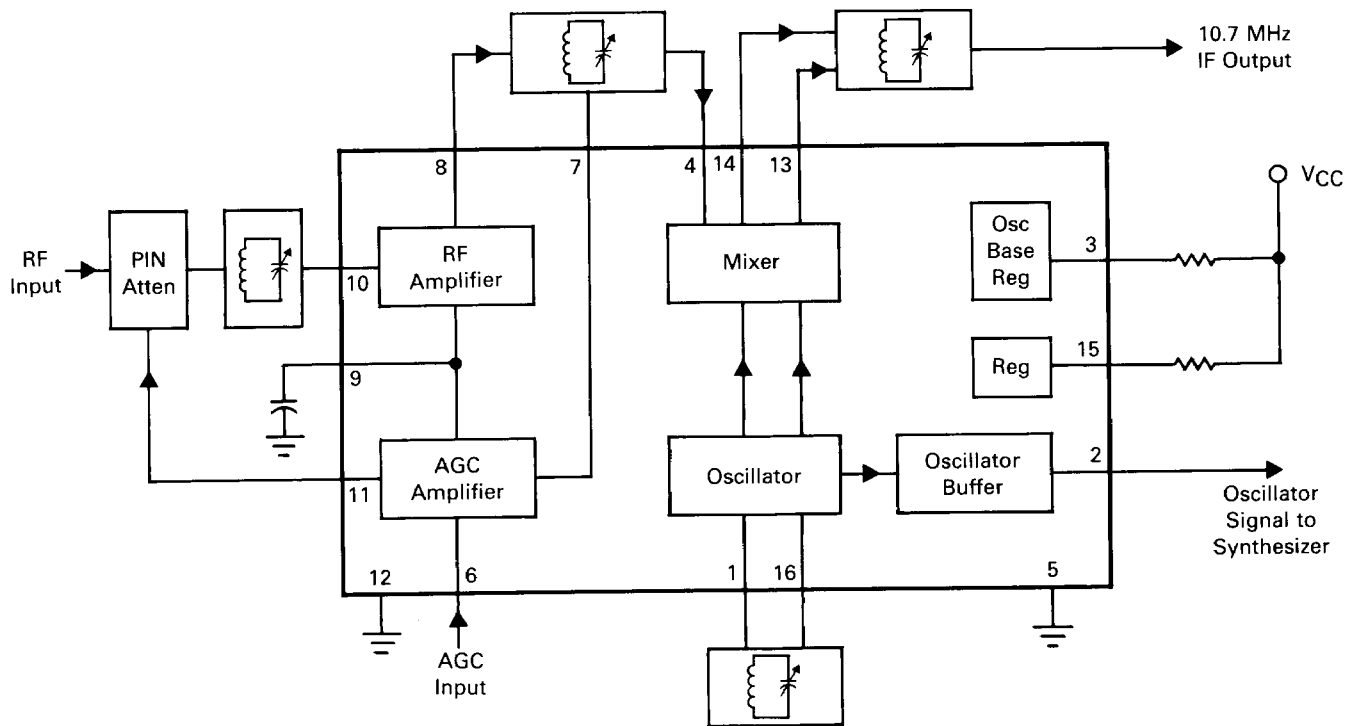 10.7 MHz
IF Output
8
7
4
14
13
VCC
RF
Input
PIN
Atten
10
RF
Amplifier
Mixer
Osc
Base
Reg
3
9
Reg
15
11
AGC
Amplifier
Oscillator
Oscillator
Buffer
2
Oscillator
Signal to
Synthesizer
12
6
1
16
5
AGC
Input